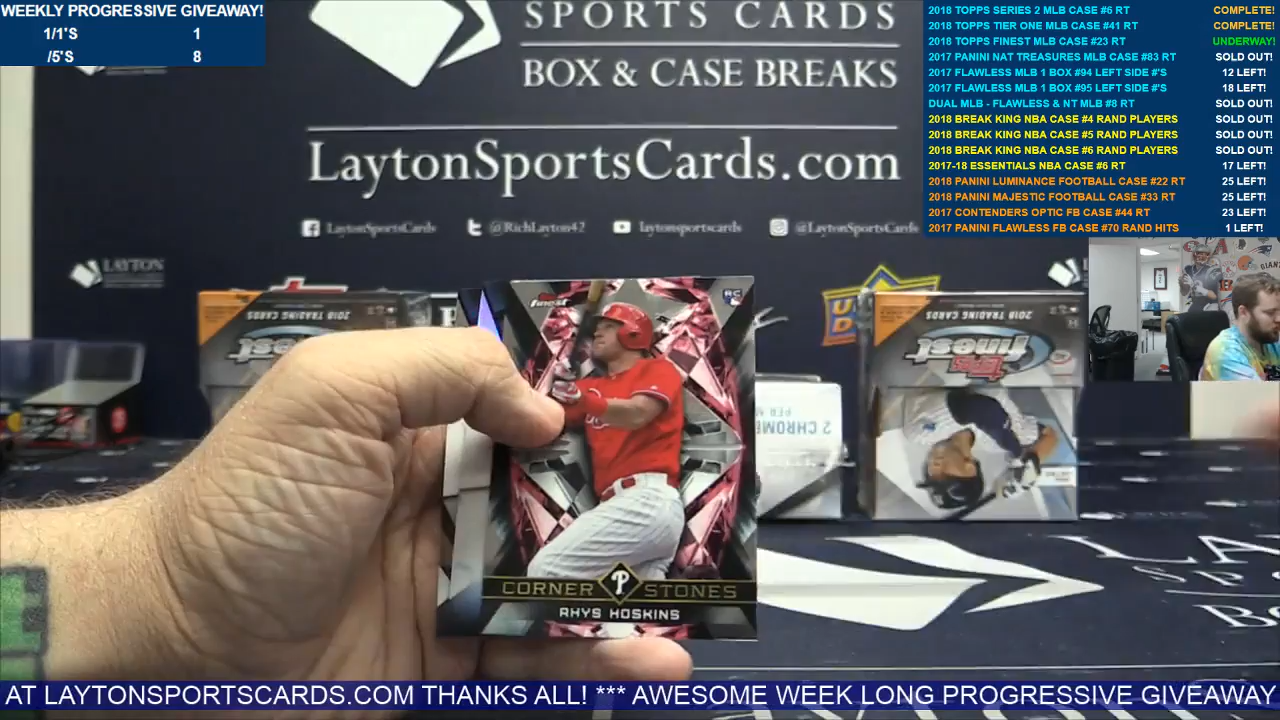 WEEKLY PROGRESSIVE GIVEAWAY!
1/1'S 1
/5'S 8
SPORTS CARDS
BOX & CASE BREAKS
LaytonSportsCards.com
LaytonSportsCards
@RichLayton42
laytonsportscards
@LaytonSportsCards
2018 TOPPS SERIES 2 MLB CASE #6 RT COMPLETE!
2018 TOPPS TIER ONE MLB CASE #41 RT COMPLETE!
2018 TOPPS FINEST MLB CASE #23 RT UNDERWAY!
2017 PANINI NAT TREASURES MLB CASE #83 RT SOLD OUT!
2017 FLAWLESS MLB 1 BOX #94 LEFT SIDE #'S 12 LEFT!
2017 FLAWLESS MLB 1 BOX #95 LEFT SIDE #'S 18 LEFT!
DUAL MLB - FLAWLESS & NT MLB #8 RT SOLD OUT!
2018 BREAK KING NBA CASE #4 RAND PLAYERS SOLD OUT!
2018 BREAK KING NBA CASE #5 RAND PLAYERS SOLD OUT!
2018 BREAK KING NBA CASE #6 RAND PLAYERS SOLD OUT!
2017-18 ESSENTIALS NBA CASE #6 RT 17 LEFT!
2018 PANINI LUMINANCE FOOTBALL CASE #22 RT 25 LEFT!
2018 PANINI MAJESTIC FOOTBALL CASE #33 RT 25 LEFT!
2017 CONTENDERS OPTIC FB CASE #44 RT 23 LEFT!
2017 PANINI FLAWLESS FB CASE #70 RAND HITS 1 LEFT!
LAYTON
2018 TRADING CARDS
Topps
finest
2018 TRADING CARDS
finest
2 CHROME
finest
RC
CORNER P STONES
RHYS HOSKINS
AT LAYTONSPORTSCARDS.COM THANKS ALL! *** AWESOME WEEK LONG PROGRESSIVE GIVEAWAY